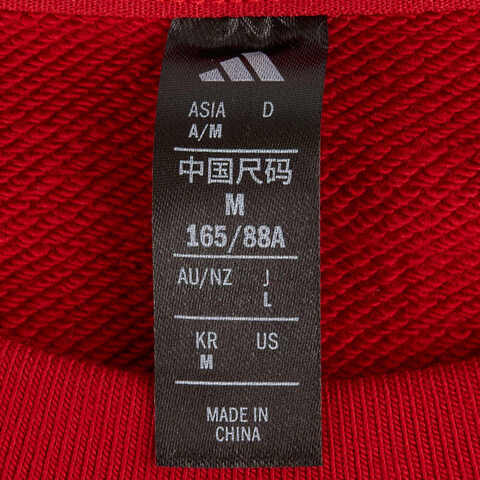 ASIA D
A/M
中国尺码
M
165/88A
AU/NZ J
L
KR US
M
MADE IN
CHINA